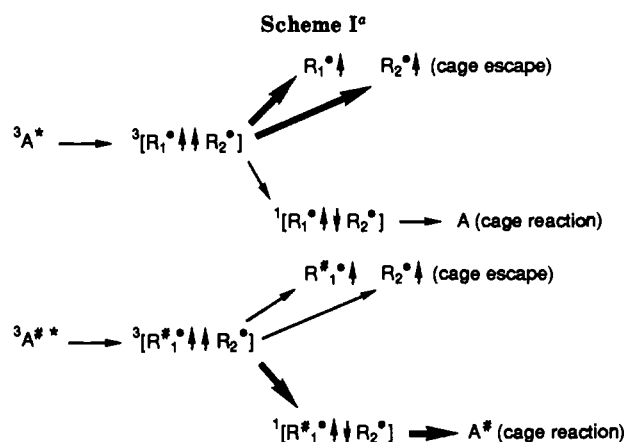 Scheme Iᵃ
R₁•↑ R₂•↑ (cage escape)
³A* → ³[R₁•↑↑R₂•]
¹[R₁•↑↓R₂•] → A (cage reaction)
R#₁•↑ R₂•↑ (cage escape)
³A#* → ³[R#₁•↑↑R₂•]
¹[R#₁•↑↓R₂•] → A# (cage reaction)